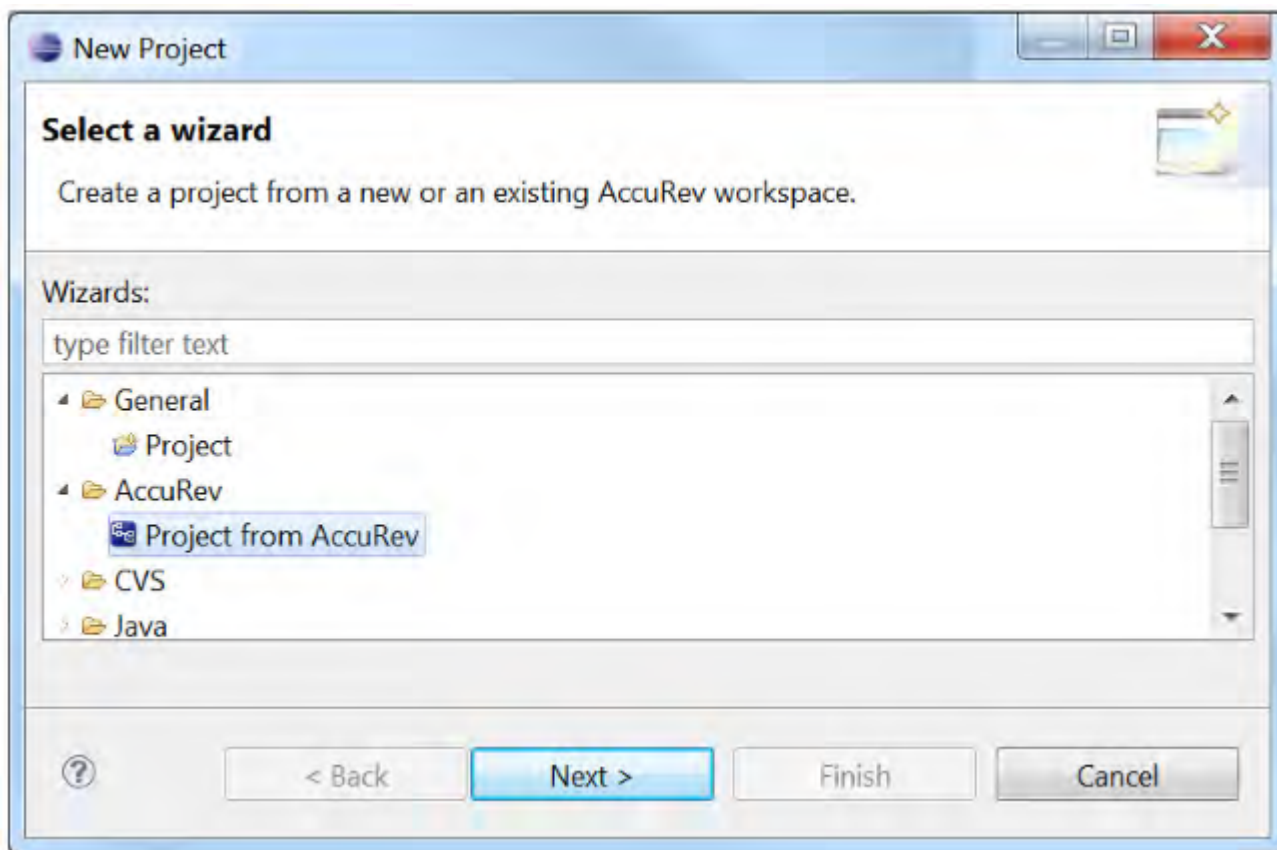 New Project
Select a wizard
Create a project from a new or an existing AccuRev workspace.
Wizards:
type filter text
General
Project
AccuRev
Project from AccuRev
CVS
Java
?
< Back
Next >
Finish
Cancel